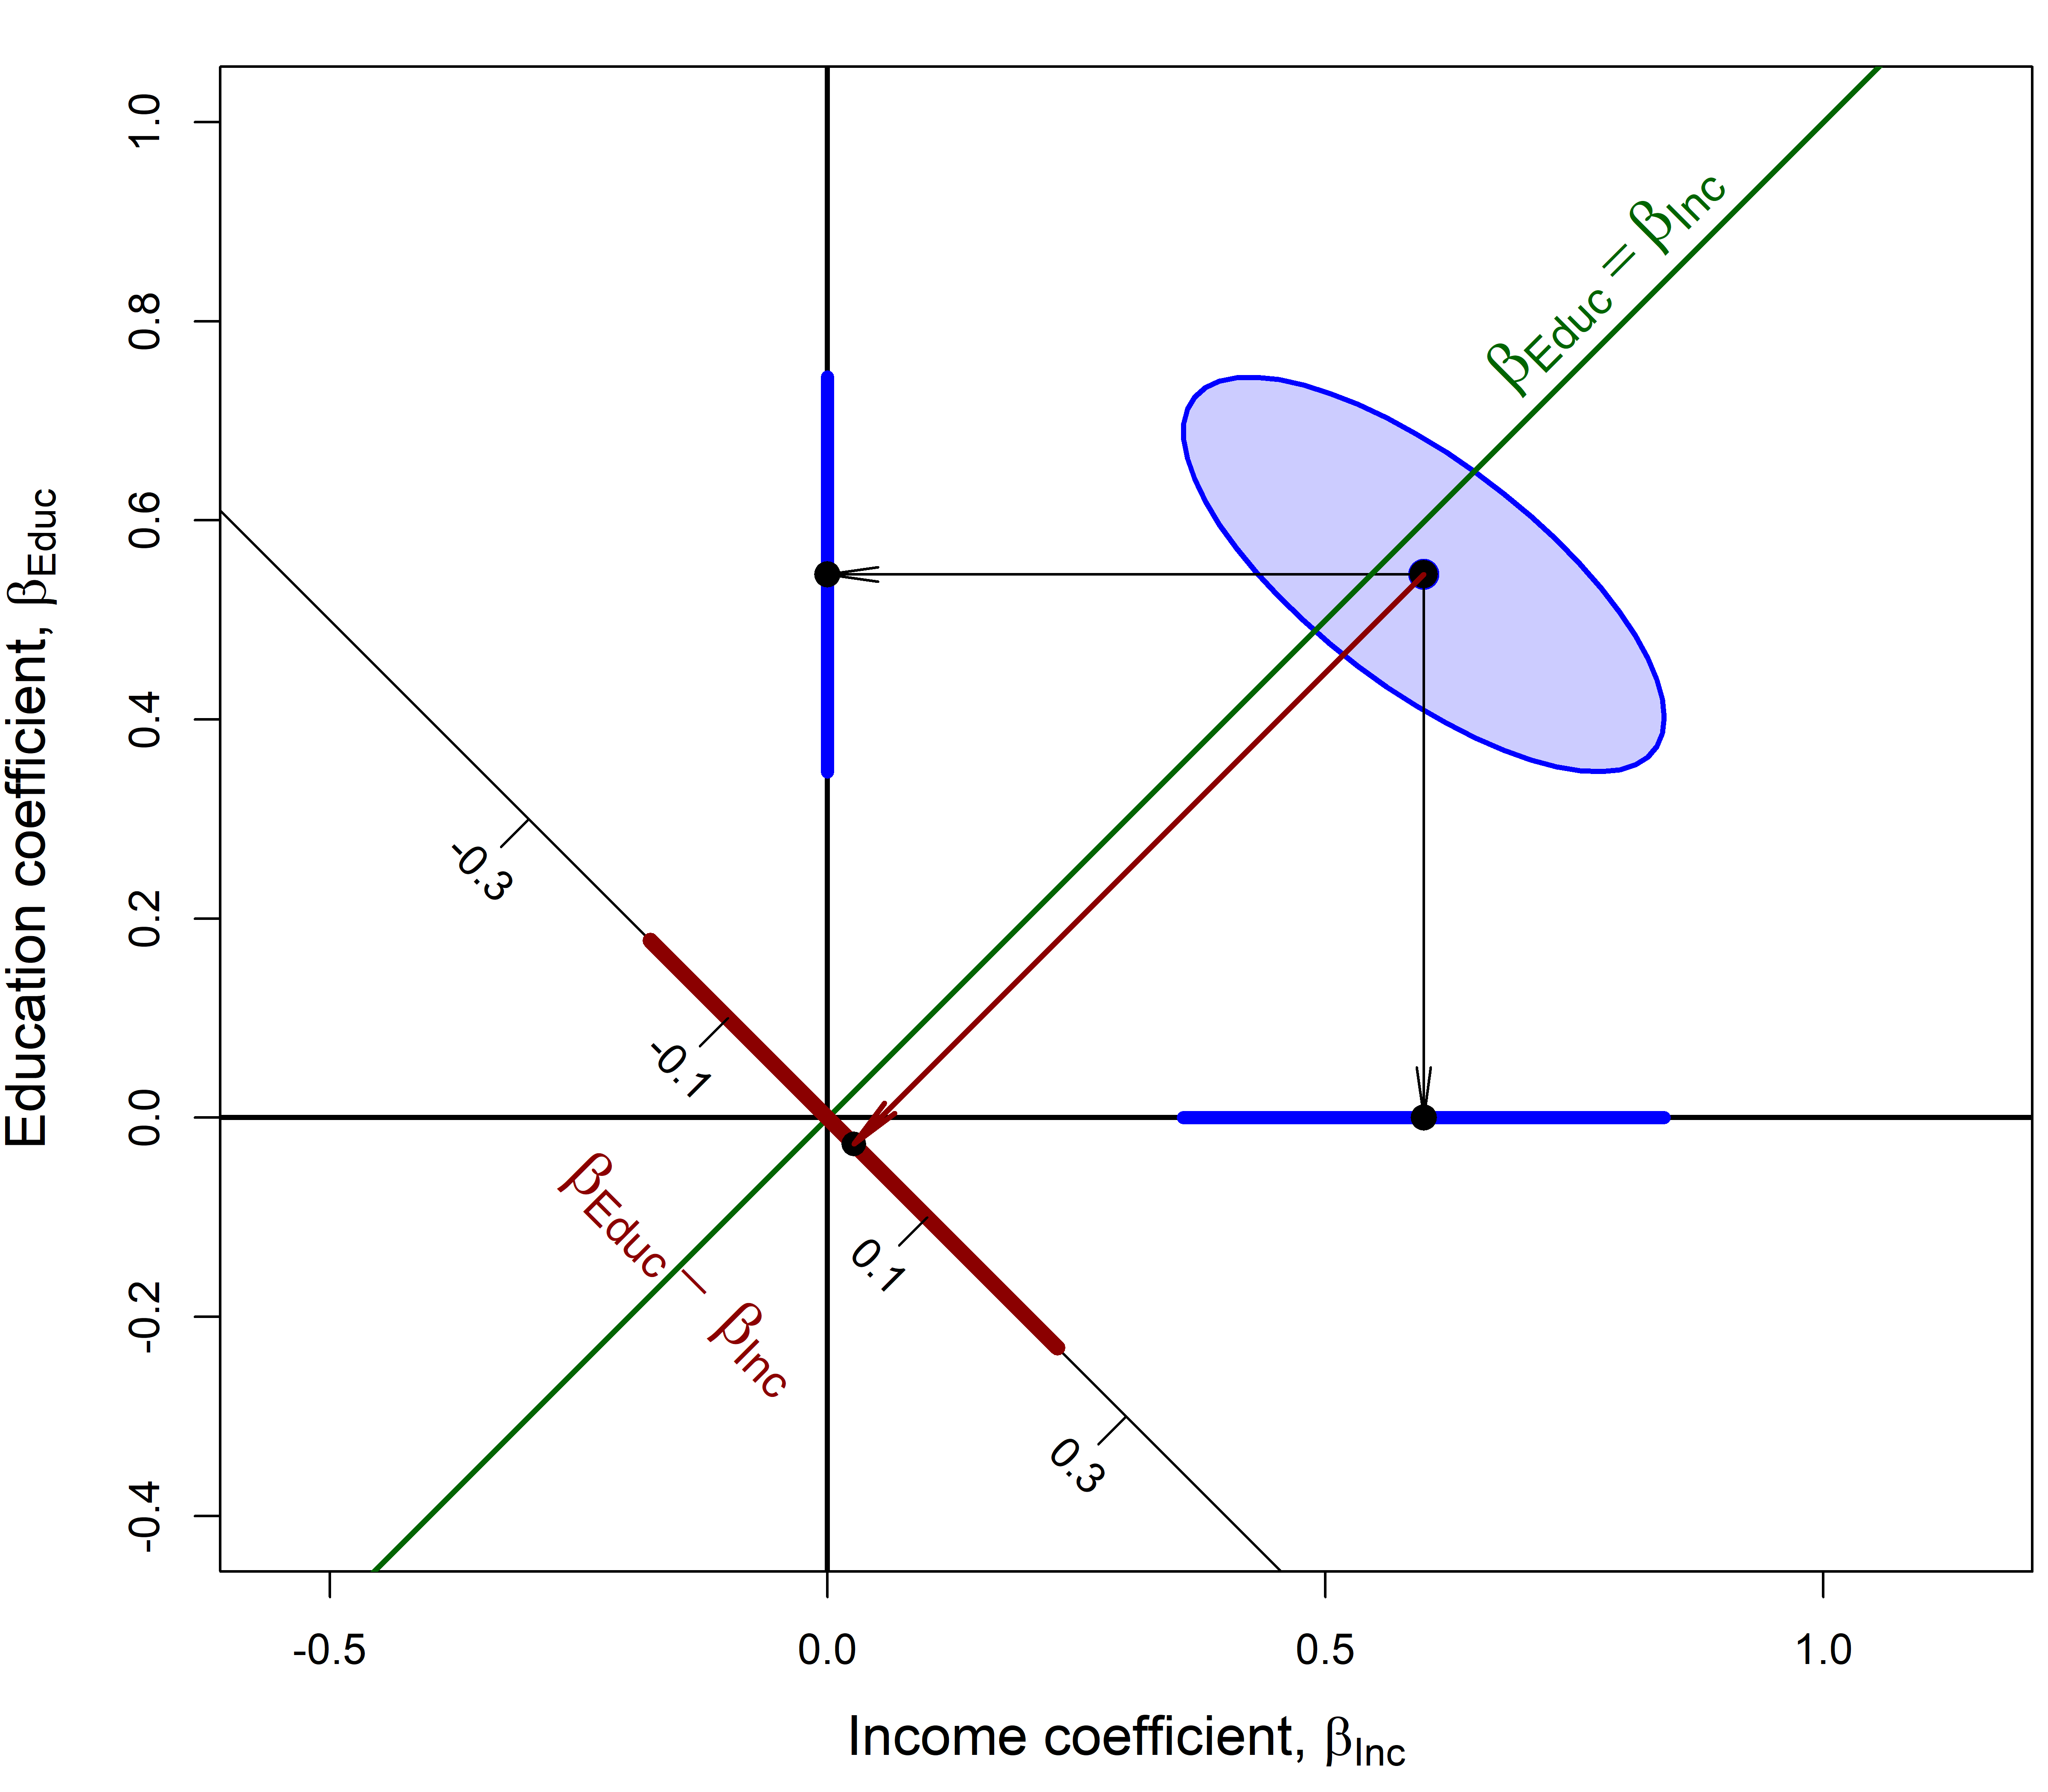 1.0
0.8
0.6
0.4
0.2
0.0
-0.2
-0.4
Education coefficient, βEduc
βEduc = βInc
-0.3
-0.1
0.1
0.3
βEduc − βInc
-0.5 0.0 0.5 1.0
Income coefficient, βInc